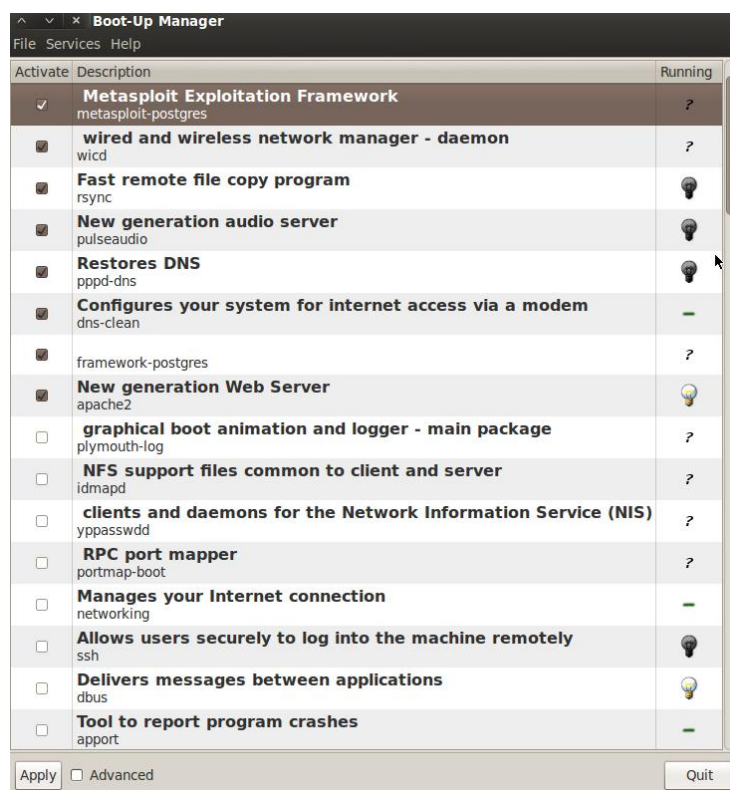 Boot-Up Manager
File Services Help
Activate Description Running
Metasploit Exploitation Framework ?
metasploit-postgres
wired and wireless network manager - daemon ?
wicd
Fast remote file copy program
rsync
New generation audio server
pulseaudio
Restores DNS
pppd-dns
Configures your system for internet access via a modem
dns-clean
framework-postgres ?
New generation Web Server
apache2
graphical boot animation and logger - main package ?
plymouth-log
NFS support files common to client and server ?
idmapd
clients and daemons for the Network Information Service (NIS) ?
yppasswdd
RPC port mapper ?
portmap-boot
Manages your Internet connection
networking
Allows users securely to log into the machine remotely
ssh
Delivers messages between applications
dbus
Tool to report program crashes
apport
Apply Advanced Quit